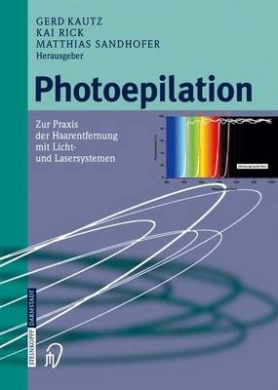 GERD KAUTZ
KAI RICK
MATTHIAS SANDHOFER
Herausgeber
Photoepilation
Zur Praxis
der Haarentfernung
mit Licht-
und Lasersystemen
STEINKOPFF
DARMSTADT